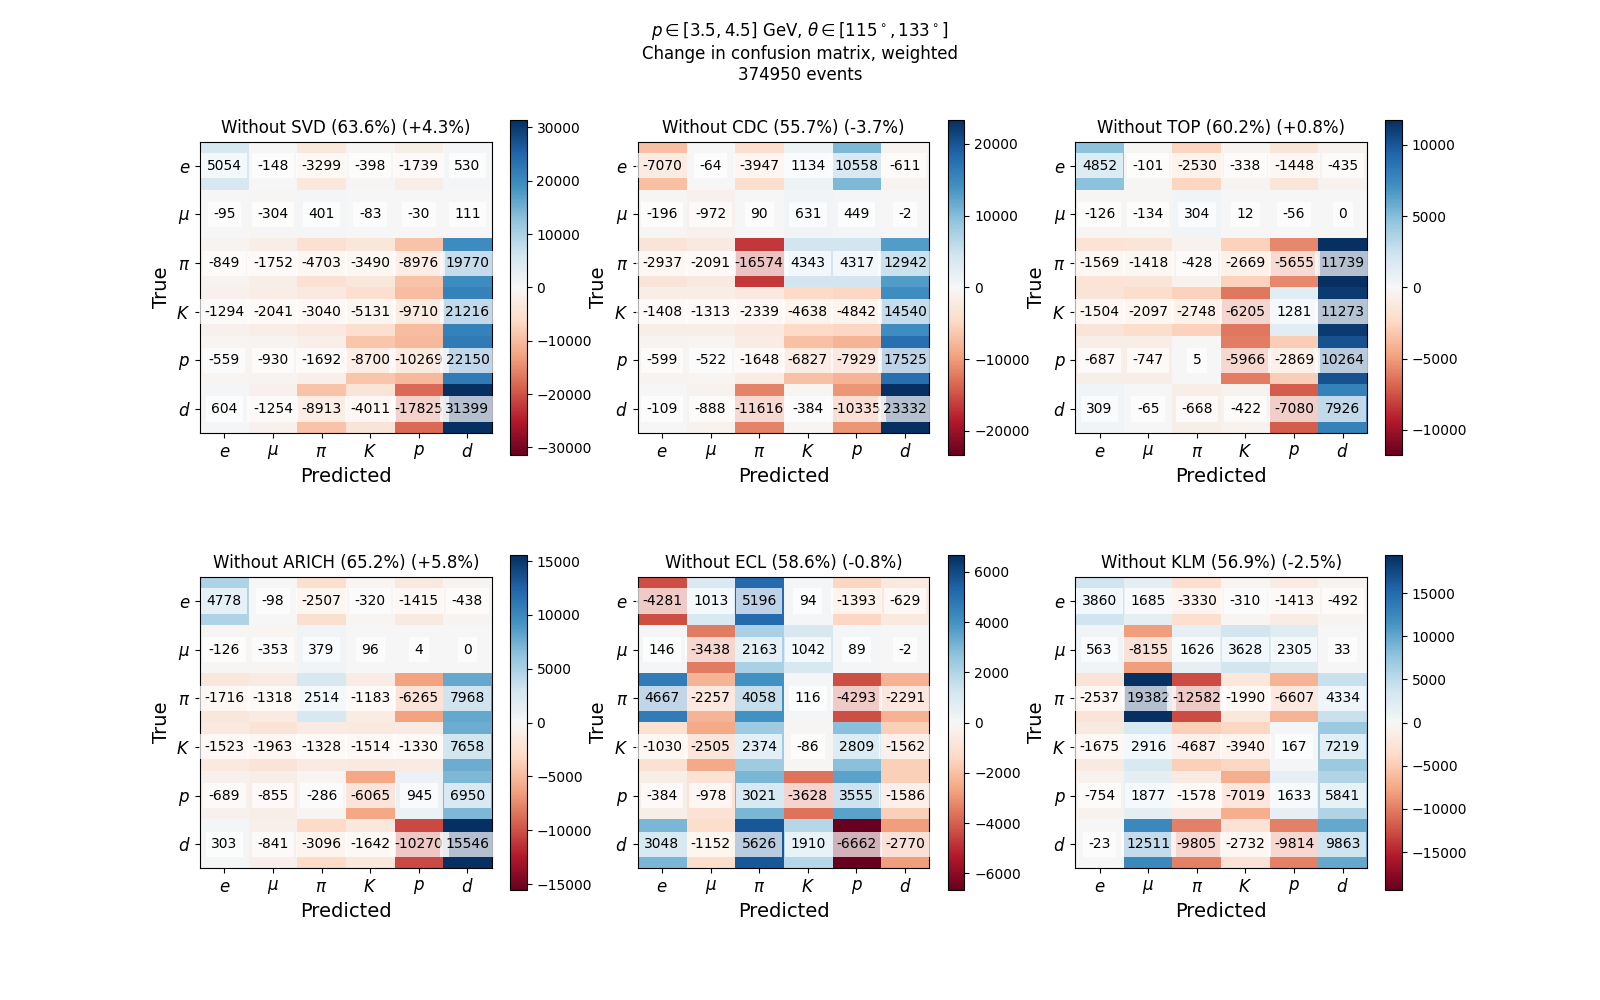 p ∈ [3.5, 4.5] GeV, θ ∈ [115°, 133°]
Change in confusion matrix, weighted
374950 events
Without SVD (63.6%) (+4.3%)
e 5054 -148 -3299 -398 -1739 530
μ -95 -304 401 -83 -30 111
π -849 -1752 -4703 -3490 -8976 19770
K -1294 -2041 -3040 -5131 -9710 21216
p -559 -930 -1692 -8700 -10269 22150
d 604 -1254 -8913 -4011 -17825 31399
e μ π K p d
Predicted
True
30000
20000
10000
0
−10000
−20000
−30000
Without CDC (55.7%) (-3.7%)
-7070 -64 -3947 1134 10558 -611
-196 -972 90 631 449 -2
-2937 -2091 -16574 4343 4317 12942
-1408 -1313 -2339 -4638 -4842 14540
-599 -522 -1648 -6827 -7929 17525
-109 -888 -11616 -384 -10335 23332
e μ π K p d
Predicted
True
20000
10000
0
−10000
−20000
Without TOP (60.2%) (+0.8%)
e 4852 -101 -2530 -338 -1448 -435
μ -126 -134 304 12 -56 0
π -1569 -1418 -428 -2669 -5655 11739
K -1504 -2097 -2748 -6205 1281 11273
p -687 -747 5 -5966 -2869 10264
d 309 -65 -668 -422 -7080 7926
e μ π K p d
Predicted
True
10000
5000
0
−5000
−10000
Without ARICH (65.2%) (+5.8%)
e 4778 -98 -2507 -320 -1415 -438
μ -126 -353 379 96 4 0
π -1716 -1318 2514 -1183 -6265 7968
K -1523 -1963 -1328 -1514 -1330 7658
p -689 -855 -286 -6065 945 6950
d 303 -841 -3096 -1642 -10270 15546
e μ π K p d
Predicted
True
15000
10000
5000
0
−5000
−10000
−15000
Without ECL (58.6%) (-0.8%)
e -4281 1013 5196 94 -1393 -629
μ 146 -3438 2163 1042 89 -2
π 4667 -2257 4058 116 -4293 -2291
K -1030 -2505 2374 -86 2809 -1562
p -384 -978 3021 -3628 3555 -1586
d 3048 -1152 5626 1910 -6662 -2770
e μ π K p d
Predicted
True
6000
4000
2000
0
−2000
−4000
−6000
Without KLM (56.9%) (-2.5%)
e 3860 1685 -3330 -310 -1413 -492
μ 563 -8155 1626 3628 2305 33
π -2537 19382 -12582 -1990 -6607 4334
K -1675 2916 -4687 -3940 167 7219
p -754 1877 -1578 -7019 1633 5841
d -23 12511 -9805 -2732 -9814 9863
e μ π K p d
Predicted
True
15000
10000
5000
0
−5000
−10000
−15000